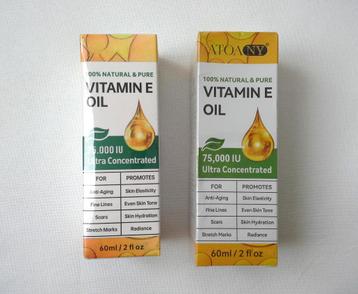 100% NATURAL & PURE
VITAMIN E
OIL
5,000 IU
Ultra Concentrated
FOR PROMOTES
Anti-Aging Skin Elasticity
Fine Lines Even Skin Tone
Scars Skin Hydration
Stretch Marks Radiance
60ml / 2 fl oz
ATOANY
100% NATURAL & PURE
VITAMIN E
OIL
75,000 IU
Ultra Concentrated
FOR PROMOTES
Anti-Aging Skin Elasticity
Fine Lines Even Skin Tone
Scars Skin Hydration
Stretch Marks Radiance
60ml / 2 fl oz